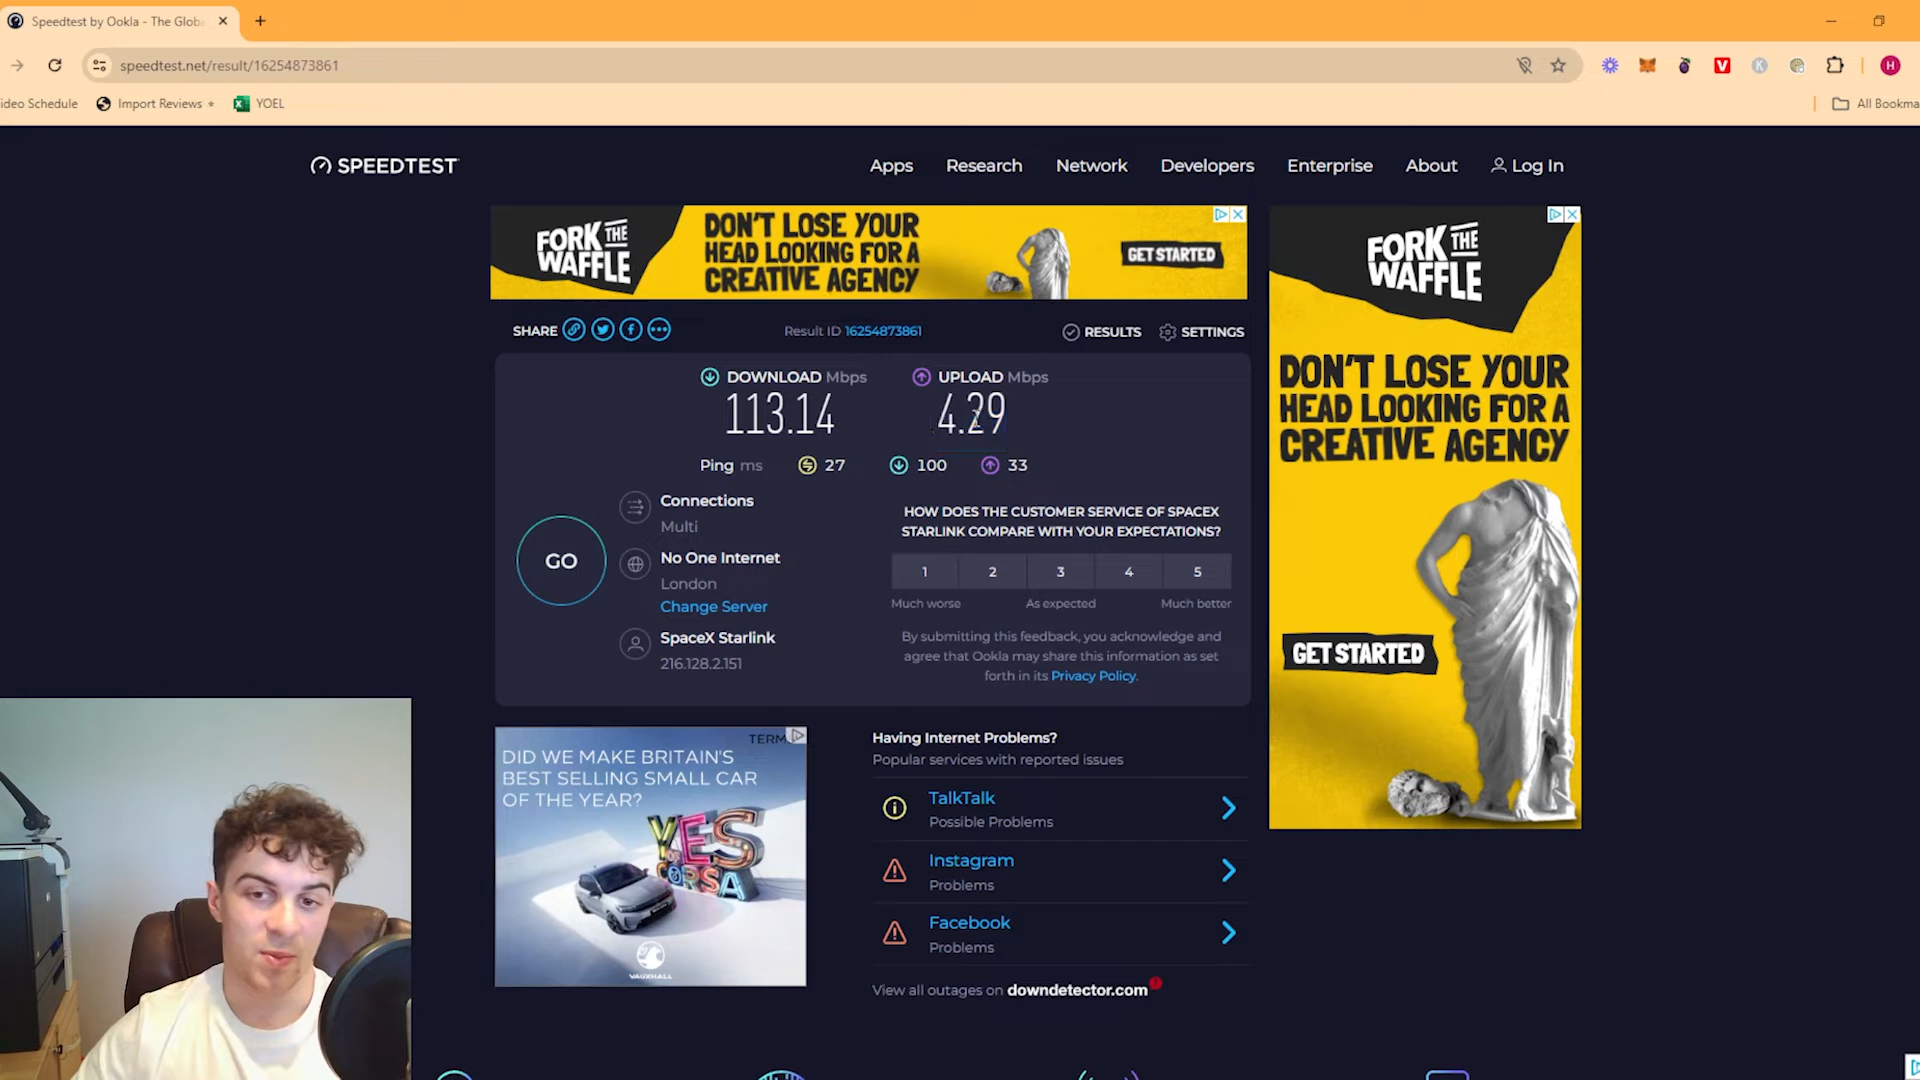 Speedtest by Ookla - The Glob
speedtest.net/result/16254873861
H
ideo Schedule
Import Reviews
YOEL
All Bookma
SPEEDTEST
Apps
Research
Network
Developers
Enterprise
About
Log In
FORK THE WAFFLE
DON'T LOSE YOUR
HEAD LOOKING FOR A
CREATIVE AGENCY
GET STARTED
FORK THE
WAFFLE
DON'T LOSE YOUR
HEAD LOOKING FOR A
CREATIVE AGENCY
GET STARTED
SHARE
Result ID 16254873861
RESULTS
SETTINGS
DOWNLOAD Mbps
113.14
UPLOAD Mbps
4.29
Ping ms 27 100 33
GO
Connections
Multi
No One Internet
London
Change Server
SpaceX Starlink
216.128.2.151
HOW DOES THE CUSTOMER SERVICE OF SPACEX
STARLINK COMPARE WITH YOUR EXPECTATIONS?
1 2 3 4 5
Much worse As expected Much better
By submitting this feedback, you acknowledge and
agree that Ookla may share this information as set
forth in its Privacy Policy.
TERM
DID WE MAKE BRITAIN'S
BEST SELLING SMALL CAR
OF THE YEAR?
YES
OF
CORSA
VAUXHALL
Having Internet Problems?
Popular services with reported issues
TalkTalk
Possible Problems
Instagram
Problems
Facebook
Problems
View all outages on downdetector.com